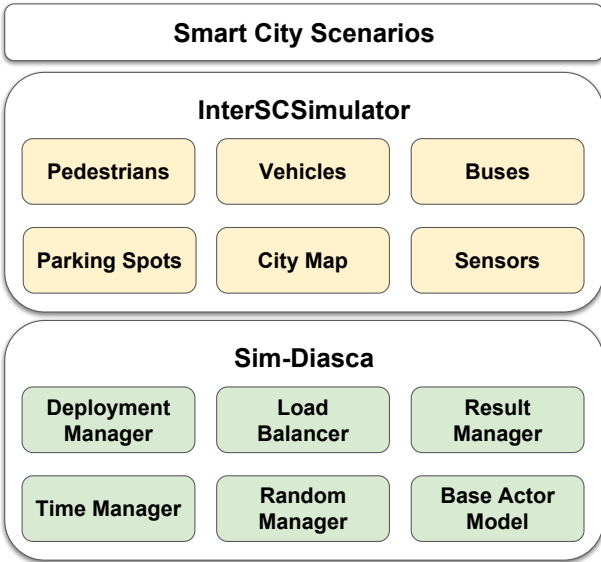 Smart City Scenarios
InterSCSimulator
Pedestrians
Vehicles
Buses
Parking Spots
City Map
Sensors
Sim-Diasca
Deployment
Manager
Load
Balancer
Result
Manager
Time Manager
Random
Manager
Base Actor
Model